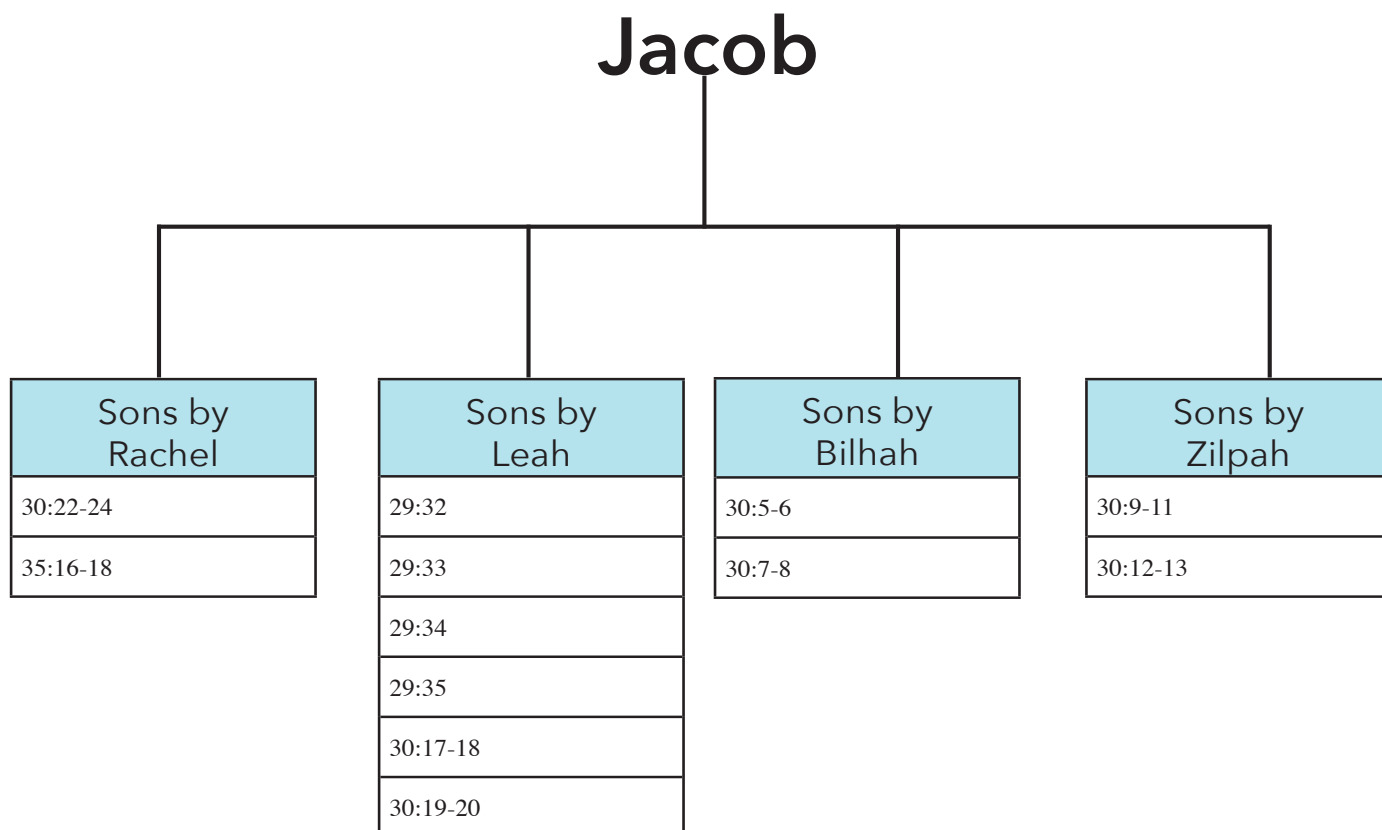 Jacob
Sons by
Rachel
30:22-24
35:16-18
Sons by
Leah
29:32
29:33
29:34
29:35
30:17-18
30:19-20
Sons by
Bilhah
30:5-6
30:7-8
Sons by
Zilpah
30:9-11
30:12-13